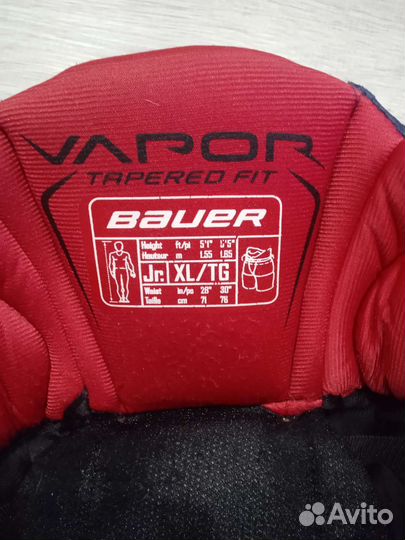 VAPOR
TAPERED FIT
BAUER
Height ft/pi 5'1" 5'5"
Hauteur m 1.55 1.65
Jr. XL/TG
Waist in/po 28" 30"
Taille cm 71 76
Avito